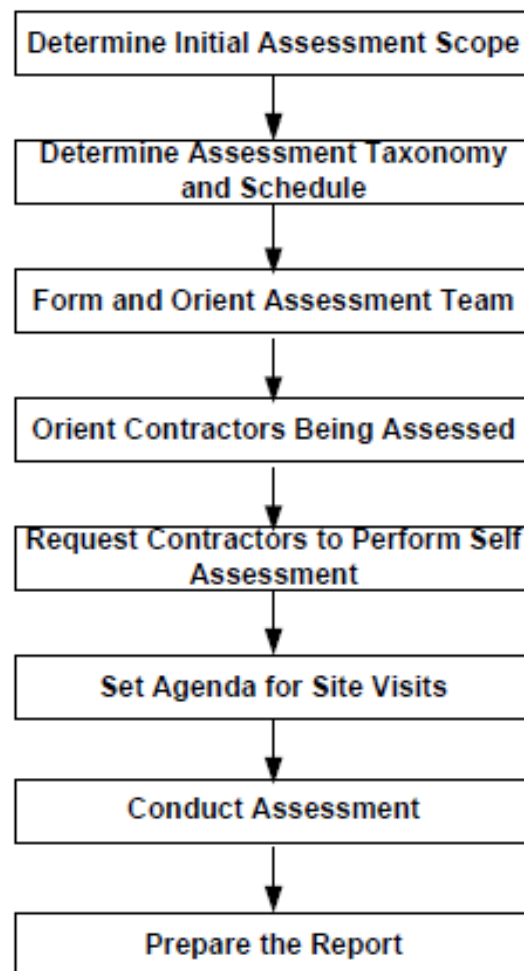 Determine Initial Assessment Scope
Determine Assessment Taxonomy
and Schedule
Form and Orient Assessment Team
Orient Contractors Being Assessed
Request Contractors to Perform Self
Assessment
Set Agenda for Site Visits
Conduct Assessment
Prepare the Report